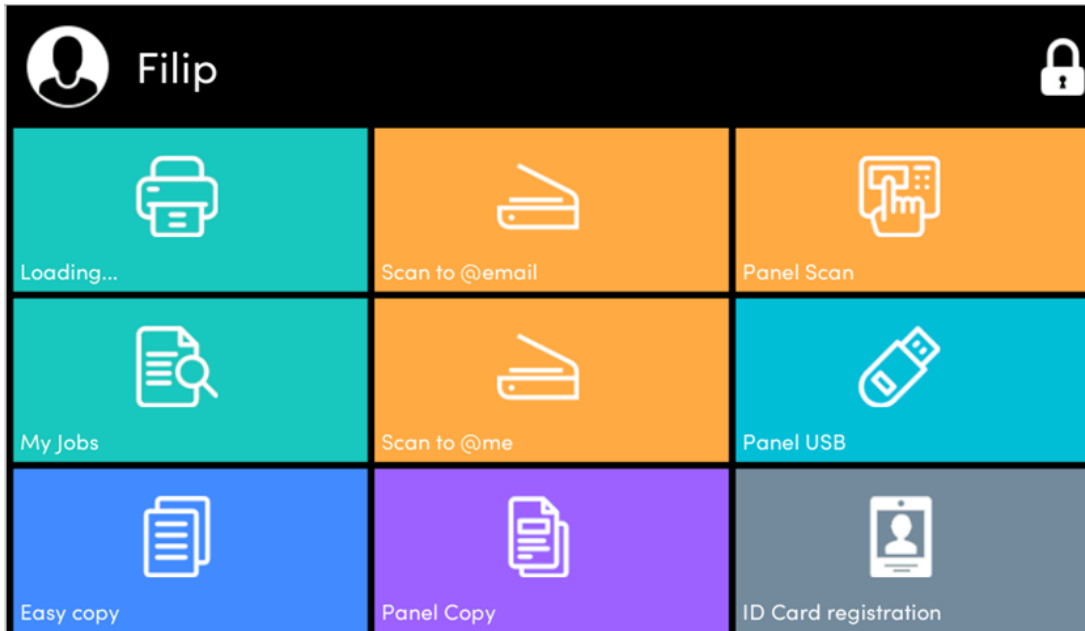 Filip
Loading...
Scan to @email
Panel Scan
My Jobs
Scan to @me
Panel USB
Easy copy
Panel Copy
ID Card registration